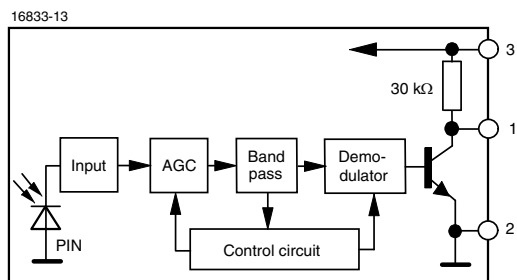 16833-13
3
30 kΩ
1
Input
AGC
Band
pass
Demo-
dulator
2
PIN
Control circuit